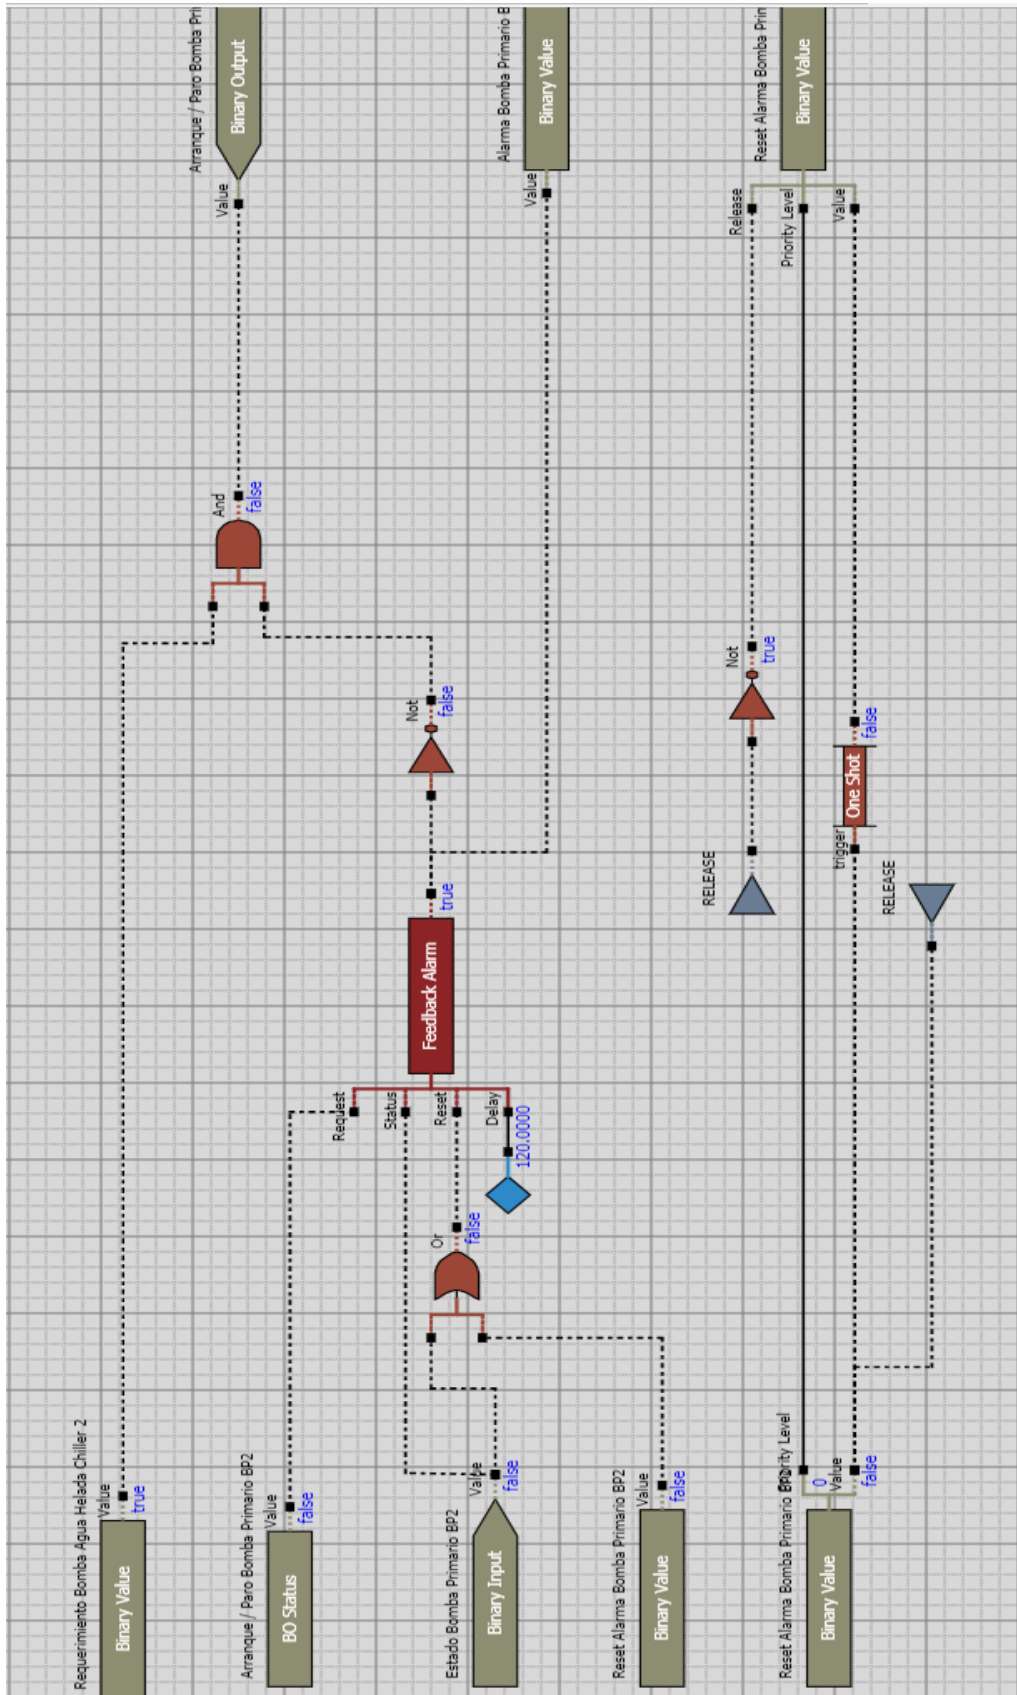 Requerimiento Bomba Agua Helada Chiller 2
Binary Value
Value
true
Arranque / Paro Bomba Primario BP2
BO Status
Value
false
Estado Bomba Primario BP2
Binary Input
Value
false
Reset Alarma Bomba Primario BP2
Binary Value
Value
false
Reset Alarma Bomba Primario
Binary Value
Priority Level
0
Value
false
Or
false
Request
Status
Reset
Delay
120.0000
Feedback Alarm
true
Not
false
And
false
Value
Arranque / Paro Bomba Pri
Binary Output
Value
Alarma Bomba Primario B
Binary Value
RELEASE
Not
true
RELEASE
trigger
One Shot
false
Release
Priority Level
Value
Reset Alarma Bomba Prin
Binary Value